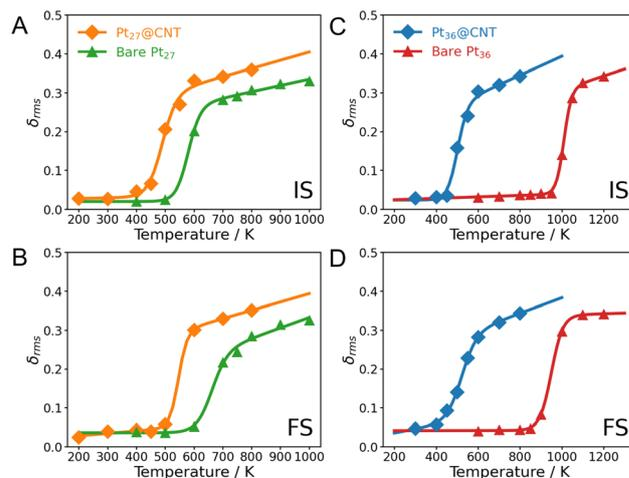 A
Pt27@CNT
Bare Pt27
δrms
0.5
0.4
0.3
0.2
0.1
0.0
IS
200 300 400 500 600 700 800 900 1000
Temperature / K
C
Pt36@CNT
Bare Pt36
δrms
0.5
0.4
0.3
0.2
0.1
0.0
IS
200 400 600 800 1000 1200
Temperature / K
B
δrms
0.5
0.4
0.3
0.2
0.1
0.0
FS
200 300 400 500 600 700 800 900 1000
Temperature / K
D
δrms
0.5
0.4
0.3
0.2
0.1
0.0
FS
200 400 600 800 1000 1200
Temperature / K